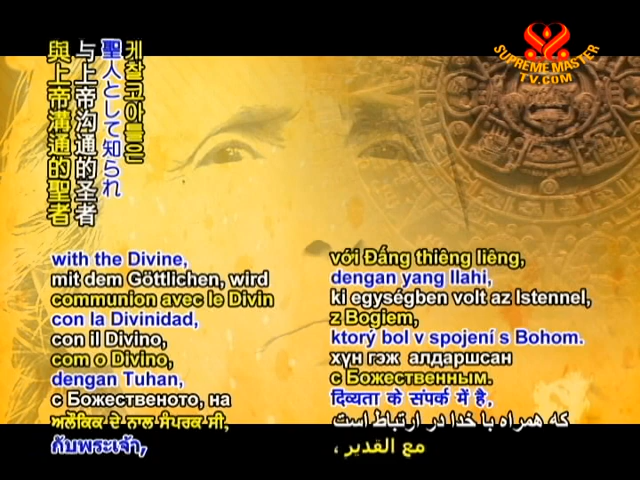 SUPREME MASTER
TV.COM
케찰코아틀은
聖人として知られ
与上帝沟通的圣者
與上帝溝通的聖者
with the Divine,
mit dem Göttlichen, wird
communion avec le Divin
con la Divinidad,
con il Divino,
com o Divino,
dengan Tuhan,
с Божественото, на
ਅਲੌਕਿਕ ਦੇ ਨਾਲ ਸੰਪਰਕ ਸੀ,
กับพระเจ้า,
với Đấng thiêng liêng,
dengan yang Ilahi,
ki egységben volt az Istennel,
z Bogiem,
ktorý bol v spojení s Bohom.
хүн гэж алдаршсан
с Божественным.
दिव्यता के संपर्क में है,
که همراه با خدا در ارتباط است
مع القدير ،